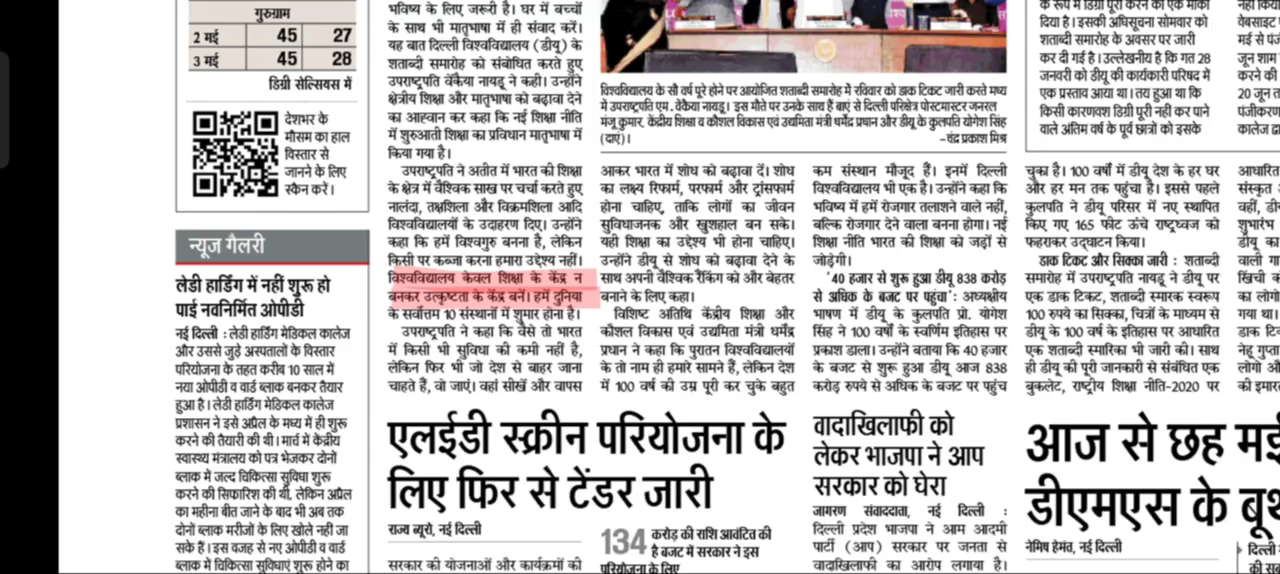 गुरुग्राम
2 मई 45 27
3 मई 45 28
डिग्री सेल्सियस में
देशभर के
मौसम का हाल
विस्तार से
जानने के लिए
स्कैन करें।
न्यूज गैलरी
लेडी हार्डिंग में नहीं शुरू हो
पाई नवनिर्मित ओपीडी
नई दिल्ली : लेडी हार्डिंग मेडिकल कालेज
और उससे जुड़े अस्पतालों के विस्तार
परियोजना के तहत करीब 10 साल में
नया ओपीडी व वार्ड ब्लाक बनकर तैयार
हुआ है। लेडी हार्डिंग मेडिकल कालेज
प्रशासन ने इसे अप्रैल के मध्य में ही शुरू
करने की तैयारी की थी। मार्च में केंद्रीय
स्वास्थ्य मंत्रालय को पत्र भेजकर दोनों
ब्लाक में जल्द चिकित्सा सुविधा शुरू
करने की सिफारिश की थी, लेकिन अप्रैल
का महीना बीत जाने के बाद भी अब तक
दोनों ब्लाक मरीजों के लिए खोले नहीं जा
सके हैं। इस वजह से नए ओपीडी व वार्ड
ब्लाक में चिकित्सा सुविधाएं शुरू होने का
भविष्य के लिए जरूरी है। घर में बच्चों
के साथ भी मातृभाषा में ही संवाद करें।
यह बात दिल्ली विश्वविद्यालय (डीयू) के
शताब्दी समारोह को संबोधित करते हुए
उपराष्ट्रपति वेंकैया नायडू ने कही। उन्होंने
क्षेत्रीय शिक्षा और मातृभाषा को बढ़ावा देने
का आह्वान कर कहा कि नई शिक्षा नीति
में शुरुआती शिक्षा का प्रविधान मातृभाषा में
किया गया है।
उपराष्ट्रपति ने अतीत में भारत की शिक्षा
के क्षेत्र में वैश्विक साख पर चर्चा करते हुए
नालंदा, तक्षशिला और विक्रमशिला आदि
विश्वविद्यालयों के उदाहरण दिए। उन्होंने
कहा कि हमें विश्वगुरु बनना है, लेकिन
किसी पर कब्जा करना हमारा उद्देश्य नहीं।
विश्वविद्यालय केवल शिक्षा के केंद्र न
बनकर उत्कृष्टता के केंद्र बनें। हमें दुनिया
के सर्वोत्तम 10 संस्थानों में शुमार होना है।
उपराष्ट्रपति ने कहा कि वैसे तो भारत
में किसी भी सुविधा की कमी नहीं है,
लेकिन फिर भी जो देश से बाहर जाना
चाहते हैं, वो जाएं। वहां सीखें और वापस
विश्वविद्यालय के सौ वर्ष पूरे होने पर आयोजित शताब्दी समारोह में रविवार को डाक टिकट जारी करते मध्य
में उपराष्ट्रपति एम . वेंकैया नायडू। इस मौके पर उनके साथ हैं बाएं से दिल्ली परिक्षेत्र पोस्टमास्टर जनरल
मंजू कुमार, केंद्रीय शिक्षा व कौशल विकास एवं उद्यमिता मंत्री धर्मेंद्र प्रधान और डीयू के कुलपति योगेश सिंह
(दाएं)। -चंद्र प्रकाश मिश्र
आकर भारत में शोध को बढ़ावा दें। शोध
का लक्ष्य रिफार्म, परफार्म और ट्रांसफार्म
होना चाहिए, ताकि लोगों का जीवन
सुविधाजनक और खुशहाल बन सके।
यही शिक्षा का उद्देश्य भी होना चाहिए।
उन्होंने डीयू से शोध को बढ़ावा देने के
साथ अपनी वैश्विक रैंकिंग को और बेहतर
बनाने के लिए कहा।
विशिष्ट अतिथि केंद्रीय शिक्षा और
कौशल विकास एवं उद्यमिता मंत्री धर्मेंद्र
प्रधान ने कहा कि पुरातन विश्वविद्यालयों
के तो नाम ही हमारे सामने हैं, लेकिन देश
में 100 वर्ष की उम्र पूरी कर चुके बहुत
कम संस्थान मौजूद हैं। इनमें दिल्ली
विश्वविद्यालय भी एक है। उन्होंने कहा कि
भविष्य में हमें रोजगार तलाशने वाले नहीं,
बल्कि रोजगार देने वाला बनना होगा। नई
शिक्षा नीति भारत की शिक्षा को जड़ों से
जोड़ेगी।
'40 हजार से शुरू हुआ डीयू 838 करोड़
से अधिक के बजट पर पहुंचा' : अध्यक्षीय
भाषण में डीयू के कुलपति प्रो. योगेश
सिंह ने 100 वर्षों के स्वर्णिम इतिहास पर
प्रकाश डाला। उन्होंने बताया कि 40 हजार
के बजट से शुरू हुआ डीयू आज 838
करोड़ रुपये से अधिक के बजट पर पहुंच
के रूप में डिग्री पूरी करने का एक मौका
दिया है। इसकी अधिसूचना सोमवार को
शताब्दी समारोह के अवसर पर जारी
कर दी गई है। उल्लेखनीय है कि गत 28
जनवरी को डीयू की कार्यकारी परिषद में
एक प्रस्ताव आया था। तय हुआ था कि
किसी कारणवश डिग्री पूरी नहीं कर पाने
वाले अंतिम वर्ष के पूर्व छात्रों को इसके
चुका है। 100 वर्षों में डीयू देश के हर घर
और हर मन तक पहुंचा है। इससे पहले
कुलपति ने डीयू परिसर में नए स्थापित
किए गए 165 फीट ऊंचे राष्ट्रध्वज को
फहराकर उद्घाटन किया।
डाक टिकट और सिक्का जारी : शताब्दी
समारोह में उपराष्ट्रपति नायडू ने डीयू पर
एक डाक टिकट, शताब्दी स्मारक स्वरूप
100 रुपये का सिक्का, चित्रों के माध्यम से
डीयू के 100 वर्ष के इतिहास पर आधारित
एक शताब्दी स्मारिका भी जारी की। साथ
ही डीयू की पूरी जानकारी से संबंधित एक
बुकलेट, राष्ट्रीय शिक्षा नीति-2020 पर
वेबसाइट
मई से
जून शाम
करने की
20 जून
कालेज
आधारित
संस्कृत
वहीं,
शुभारंभ
डीयू का
वाली
का
गया था।
डाक
नेहू गुप्ता
लोगो
की
एलईडी स्क्रीन परियोजना के
लिए फिर से टेंडर जारी
राज्य ब्यूरो, नई दिल्ली
सरकार की योजनाओं और कार्यक्रमों की
134 करोड़ की राशि आवंटित की
है बजट में सरकार ने इस
परियोजना के लिए
वादाखिलाफी को
लेकर भाजपा ने आप
सरकार को घेरा
जागरण संवाददाता, नई दिल्ली :
दिल्ली प्रदेश भाजपा ने आम आदमी
पार्टी (आप) सरकार पर जनता से
वादाखिलाफी का आरोप लगाया है।
आज से छह मई
डीएमएस के बूथ
नेमिष हेमंत, नई दिल्ली
दिल्ली
की